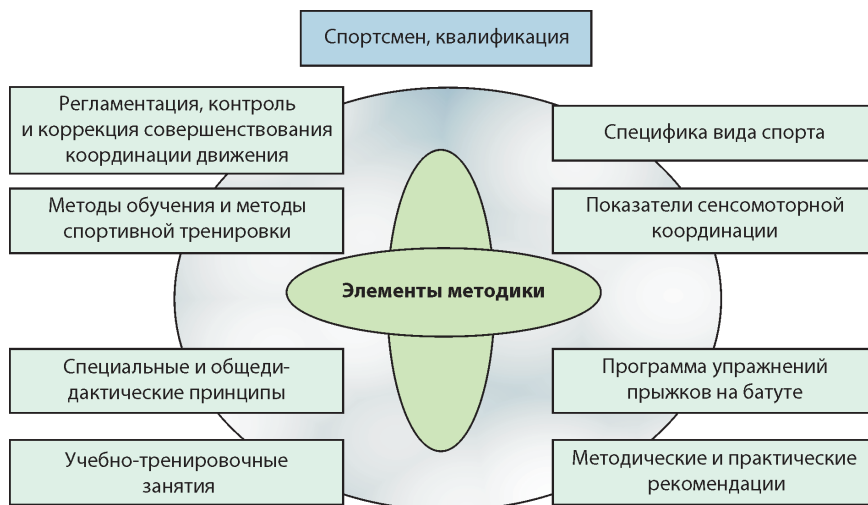 Спортсмен, квалификация
Регламентация, контроль
и коррекция совершенствования
координации движения
Специфика вида спорта
Методы обучения и методы
спортивной тренировки
Показатели сенсомоторной
координации
Элементы методики
Специальные и общеди-
дактические принципы
Программа упражнений
прыжков на батуте
Учебно-тренировочные
занятия
Методические и практические
рекомендации